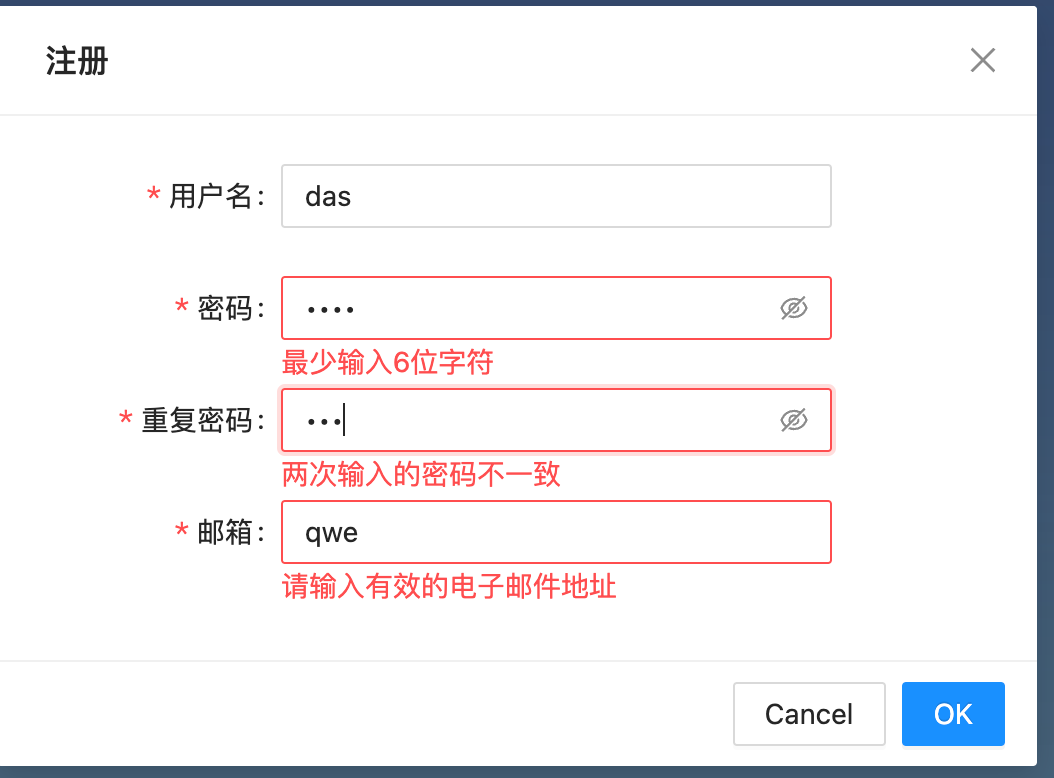 注册
* 用户名:
das
* 密码:
••••
最少输入6位字符
* 重复密码:
•••
两次输入的密码不一致
* 邮箱:
qwe
请输入有效的电子邮件地址
Cancel
OK